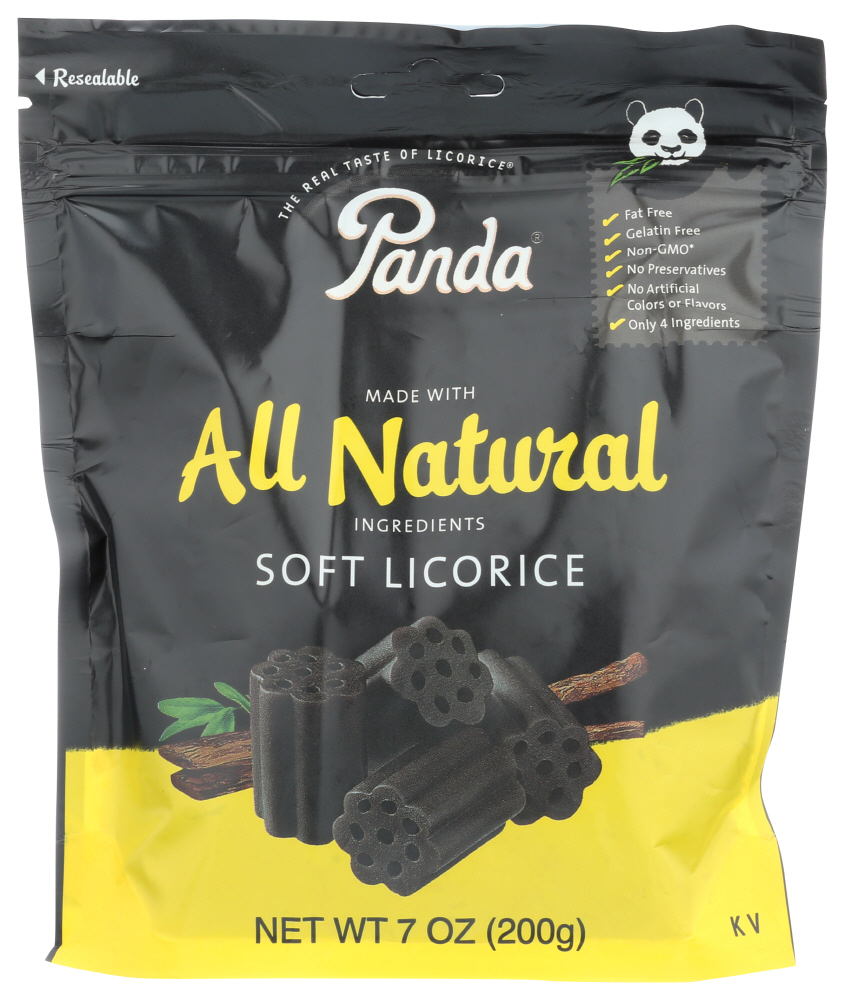 Resealable
THE REAL TASTE OF LICORICE®
Panda®
Fat Free
Gelatin Free
Non-GMO*
No Preservatives
No Artificial
Colors or Flavors
Only 4 Ingredients
MADE WITH
All Natural
INGREDIENTS
SOFT LICORICE
NET WT 7 OZ (200g)
KV